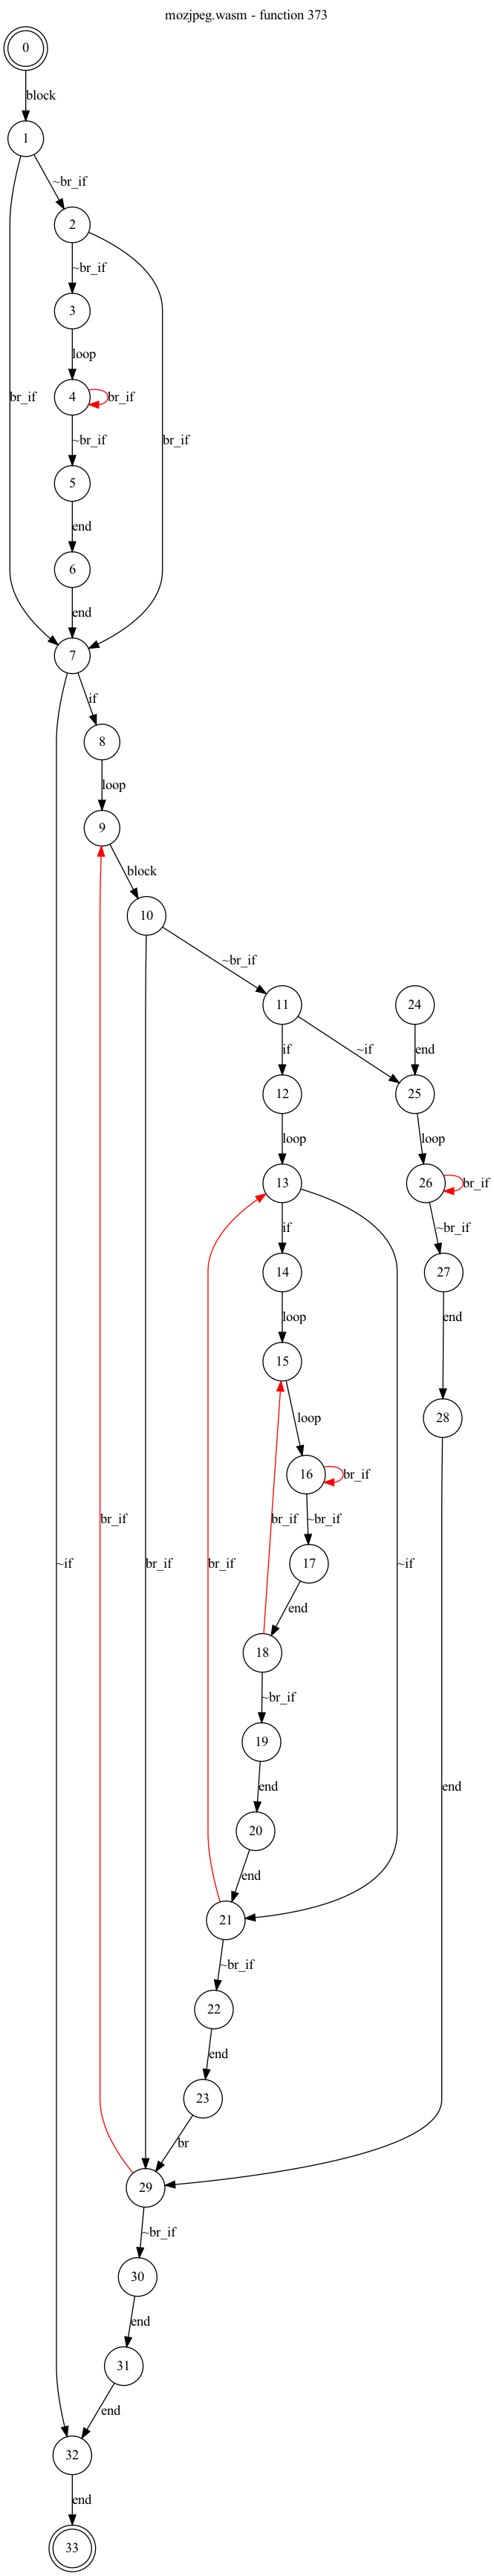 mozjpeg.wasm - function 373
0
block
1
~br_if
2
~br_if
3
loop
br_if
4
br_if
br_if
~br_if
5
end
6
end
7
if
8
loop
9
block
10
~br_if
11
24
if
~if
end
12
25
loop
loop
13
26
br_if
if
~br_if
14
27
loop
end
15
28
loop
16
br_if
br_if
br_if
~br_if
~if
br_if
br_if
17
~if
end
18
~br_if
19
end
end
20
end
21
~br_if
22
end
23
br
29
~br_if
30
end
31
end
32
end
33